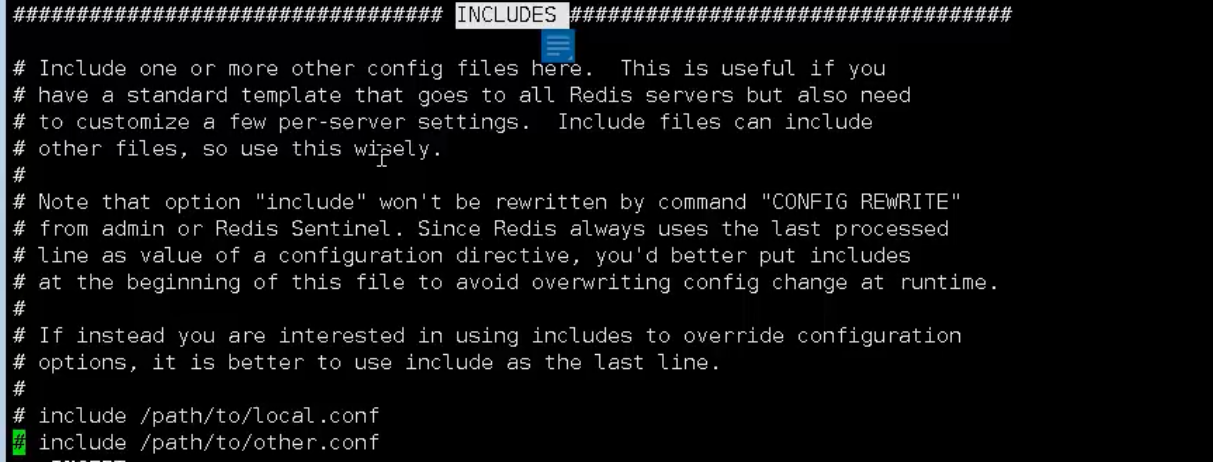 ################################## INCLUDES ###################################
# Include one or more other config files here.  This is useful if you
# have a standard template that goes to all Redis servers but also need
# to customize a few per-server settings.  Include files can include
# other files, so use this wisely.
#
# Note that option "include" won't be rewritten by command "CONFIG REWRITE"
# from admin or Redis Sentinel. Since Redis always uses the last processed
# line as value of a configuration directive, you'd better put includes
# at the beginning of this file to avoid overwriting config change at runtime.
#
# If instead you are interested in using includes to override configuration
# options, it is better to use include as the last line.
#
# include /path/to/local.conf
# include /path/to/other.conf